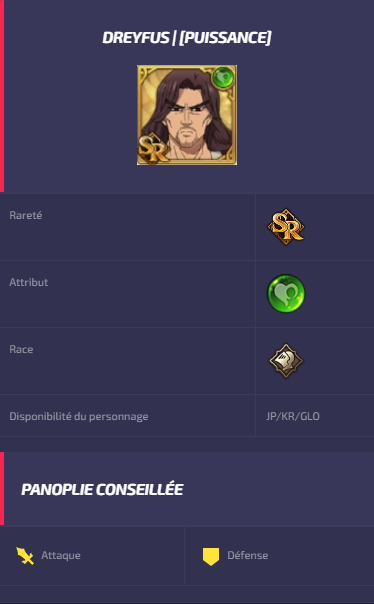 DREYFUS | [PUISSANCE]
SR
Rareté
SR
Attribut
Race
Disponibilité du personnage
JP/KR/GLO
PANOPLIE CONSEILLÉE
Attaque
Défense